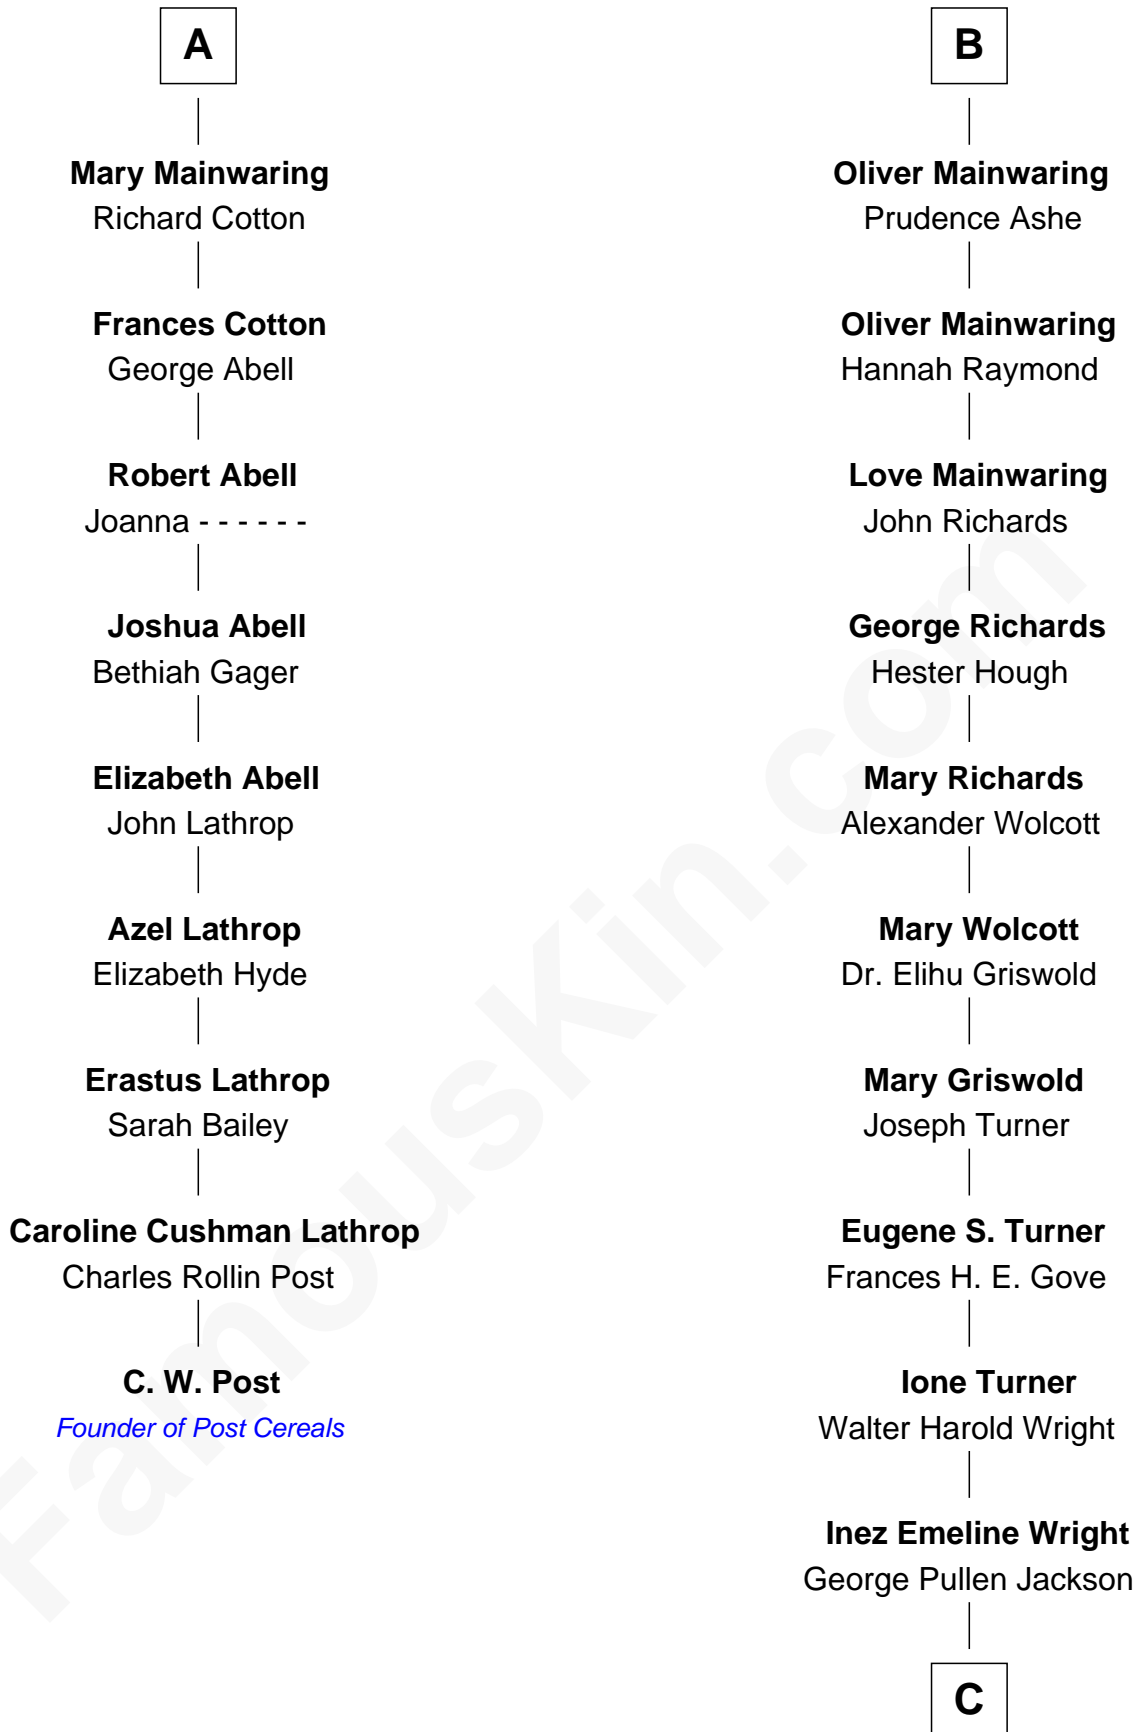 A
Mary Mainwaring
Richard Cotton
Frances Cotton
George Abell
Robert Abell
Joanna - - - - - -
Joshua Abell
Bethiah Gager
Elizabeth Abell
John Lathrop
Azel Lathrop
Elizabeth Hyde
Erastus Lathrop
Sarah Bailey
Caroline Cushman Lathrop
Charles Rollin Post
C. W. Post
Founder of Post Cereals
B
Oliver Mainwaring
Prudence Ashe
Oliver Mainwaring
Hannah Raymond
Love Mainwaring
John Richards
George Richards
Hester Hough
Mary Richards
Alexander Wolcott
Mary Wolcott
Dr. Elihu Griswold
Mary Griswold
Joseph Turner
Eugene S. Turner
Frances H. E. Gove
Ione Turner
Walter Harold Wright
Inez Emeline Wright
George Pullen Jackson
C
FamousKin.com